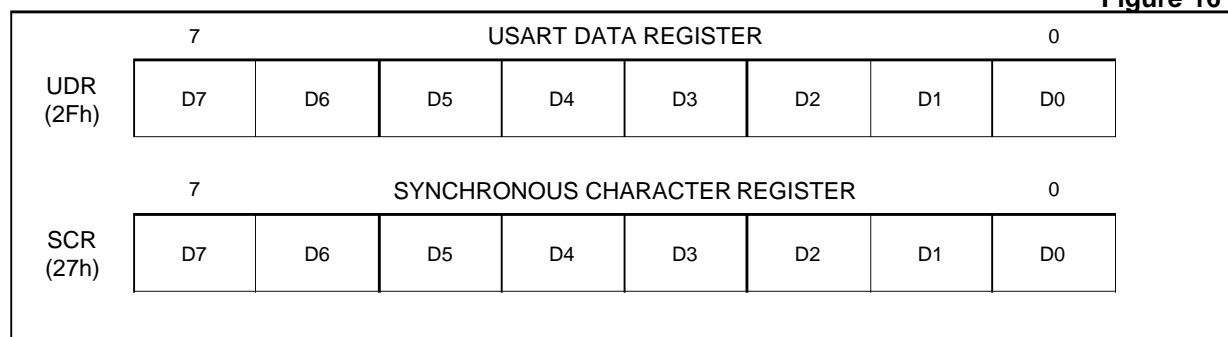 Figure 16
7 USART DATA REGISTER 0
UDR
(2Fh)
D7 D6 D5 D4 D3 D2 D1 D0
7 SYNCHRONOUS CHARACTER REGISTER 0
SCR
(27h)
D7 D6 D5 D4 D3 D2 D1 D0